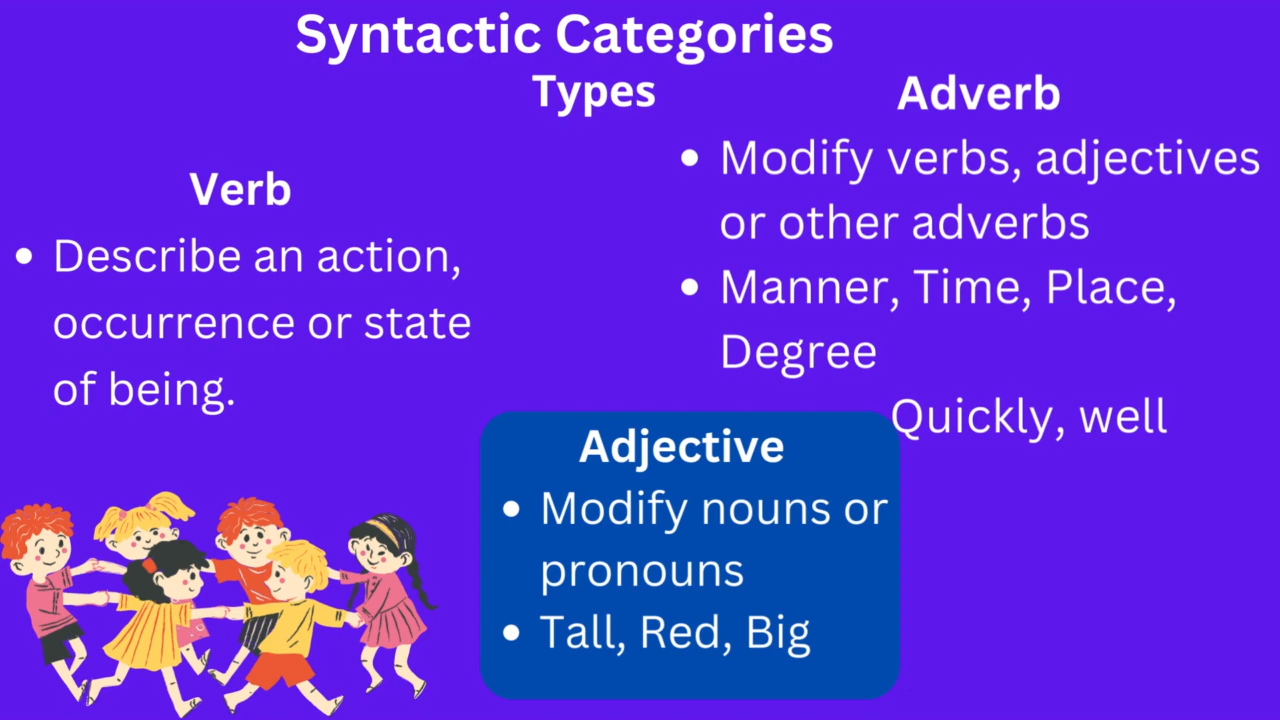 Syntactic Categories
Types
Verb
• Describe an action,
occurrence or state
of being.
Adverb
• Modify verbs, adjectives
or other adverbs
• Manner, Time, Place,
Degree
Quickly, well
Adjective
• Modify nouns or
pronouns
• Tall, Red, Big